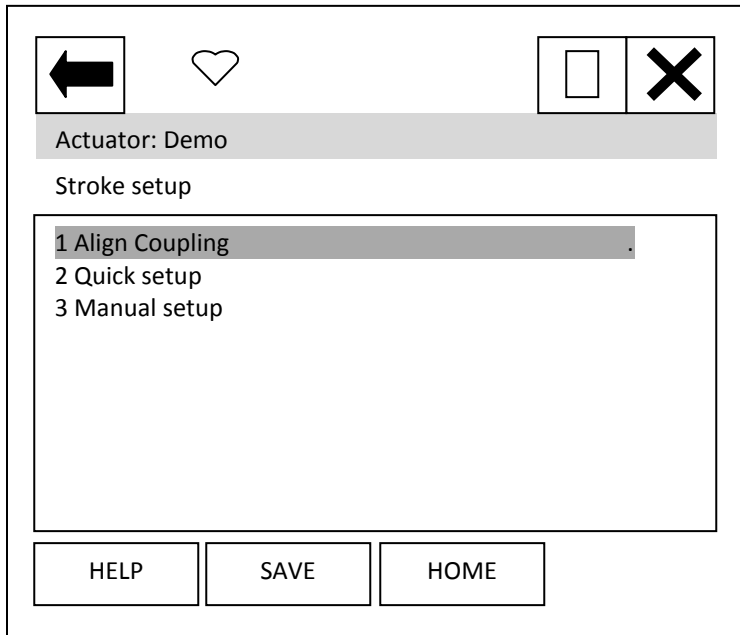 Actuator: Demo
Stroke setup
1 Align Coupling .
2 Quick setup
3 Manual setup
HELP SAVE HOME